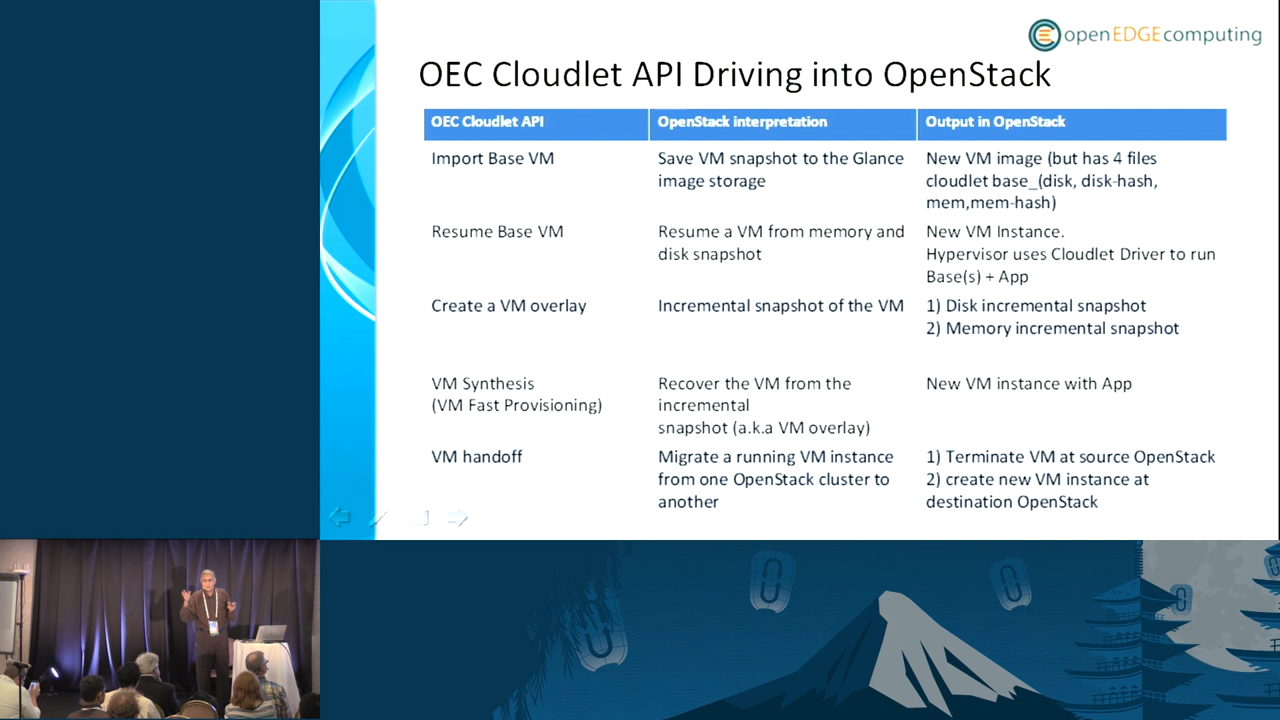 openEDGEcomputing
OEC Cloudlet API Driving into OpenStack
OEC Cloudlet API
OpenStack interpretation
Output in OpenStack
Import Base VM
Save VM snapshot to the Glance
image storage
New VM image (but has 4 files
cloudlet base_(disk, disk-hash,
mem,mem-hash)
Resume Base VM
Resume a VM from memory and
disk snapshot
New VM Instance.
Hypervisor uses Cloudlet Driver to run
Base(s) + App
Create a VM overlay
Incremental snapshot of the VM
1) Disk incremental snapshot
2) Memory incremental snapshot
VM Synthesis
(VM Fast Provisioning)
Recover the VM from the
incremental
snapshot (a.k.a VM overlay)
New VM instance with App
VM handoff
Migrate a running VM instance
from one OpenStack cluster to
another
1) Terminate VM at source OpenStack
2) create new VM instance at
destination OpenStack